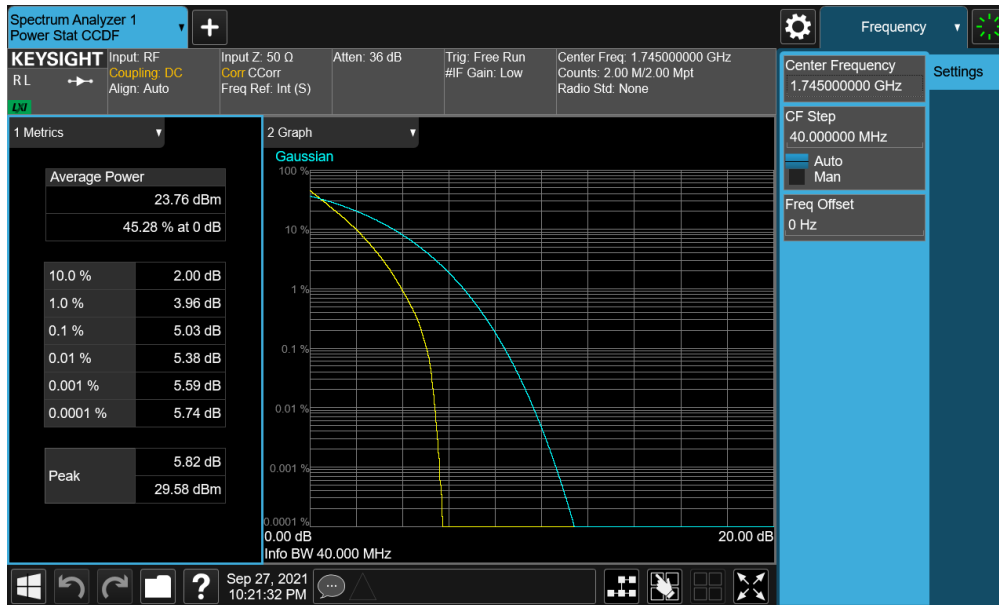 Spectrum Analyzer 1
Power Stat CCDF
Frequency
KEYSIGHT
R L
LXI
Input: RF
Coupling: DC
Align: Auto
Input Z: 50 Ω
Corr CCorr
Freq Ref: Int (S)
Atten: 36 dB
Trig: Free Run
#IF Gain: Low
Center Freq: 1.745000000 GHz
Counts: 2.00 M/2.00 Mpt
Radio Std: None
Center Frequency
1.745000000 GHz
Settings
CF Step
40.000000 MHz
Auto
Man
Freq Offset
0 Hz
1 Metrics
Average Power
23.76 dBm
45.28 % at 0 dB
10.0 % 2.00 dB
1.0 % 3.96 dB
0.1 % 5.03 dB
0.01 % 5.38 dB
0.001 % 5.59 dB
0.0001 % 5.74 dB
Peak
5.82 dB
29.58 dBm
2 Graph
Gaussian
100 %
10 %
1 %
0.1 %
0.01 %
0.001 %
0.0001 %
0.00 dB 20.00 dB
Info BW 40.000 MHz
?
Sep 27, 2021
10:21:32 PM